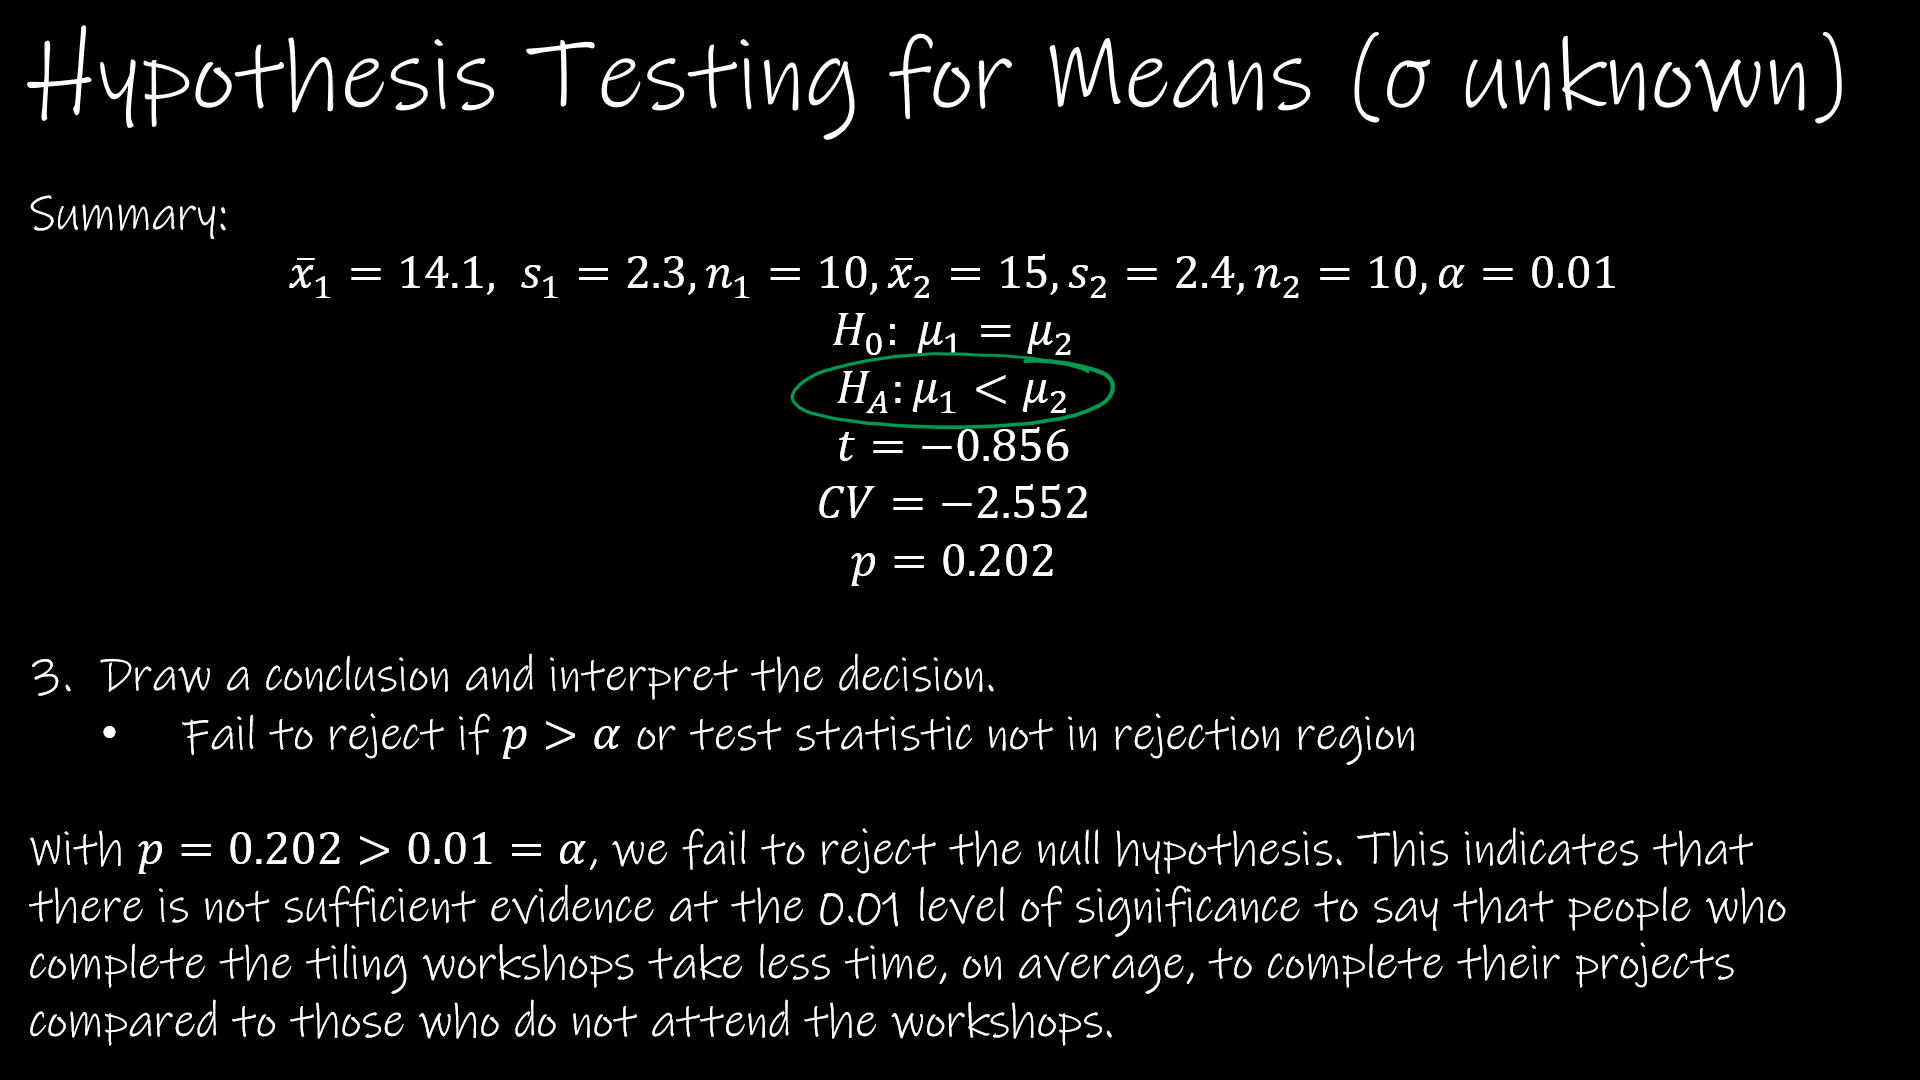 Hypothesis Testing for Means (σ unknown)
Summary:
x̄₁ = 14.1, s₁ = 2.3, n₁ = 10, x̄₂ = 15, s₂ = 2.4, n₂ = 10, α = 0.01
H₀: μ₁ = μ₂
H_A: μ₁ < μ₂
t = −0.856
CV = −2.552
p = 0.202
3. Draw a conclusion and interpret the decision.
• Fail to reject if p > α or test statistic not in rejection region
With p = 0.202 > 0.01 = α, we fail to reject the null hypothesis. This indicates that
there is not sufficient evidence at the 0.01 level of significance to say that people who
complete the tiling workshops take less time, on average, to complete their projects
compared to those who do not attend the workshops.